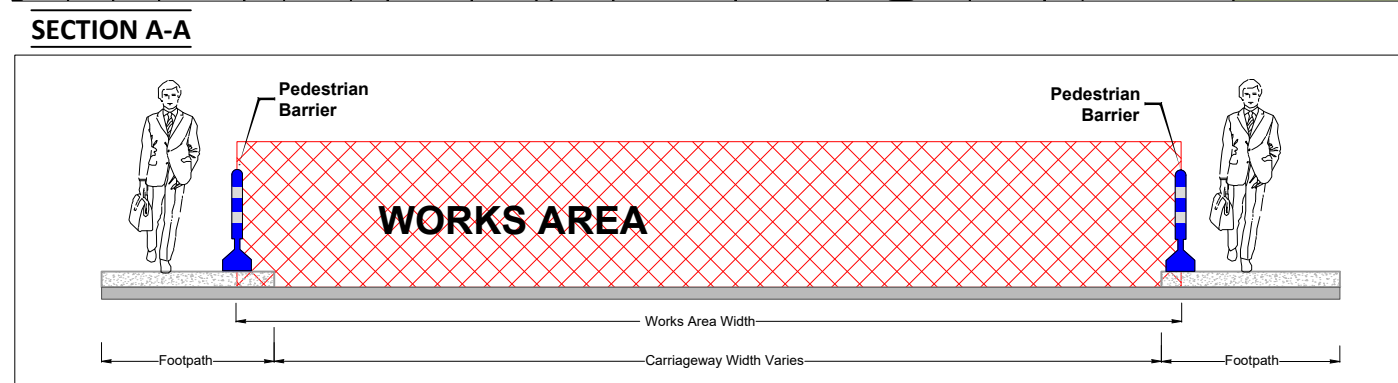 SECTION A-A
Pedestrian
Barrier
Pedestrian
Barrier
WORKS AREA
Works Area Width
Footpath
Carriageway Width Varies
Footpath